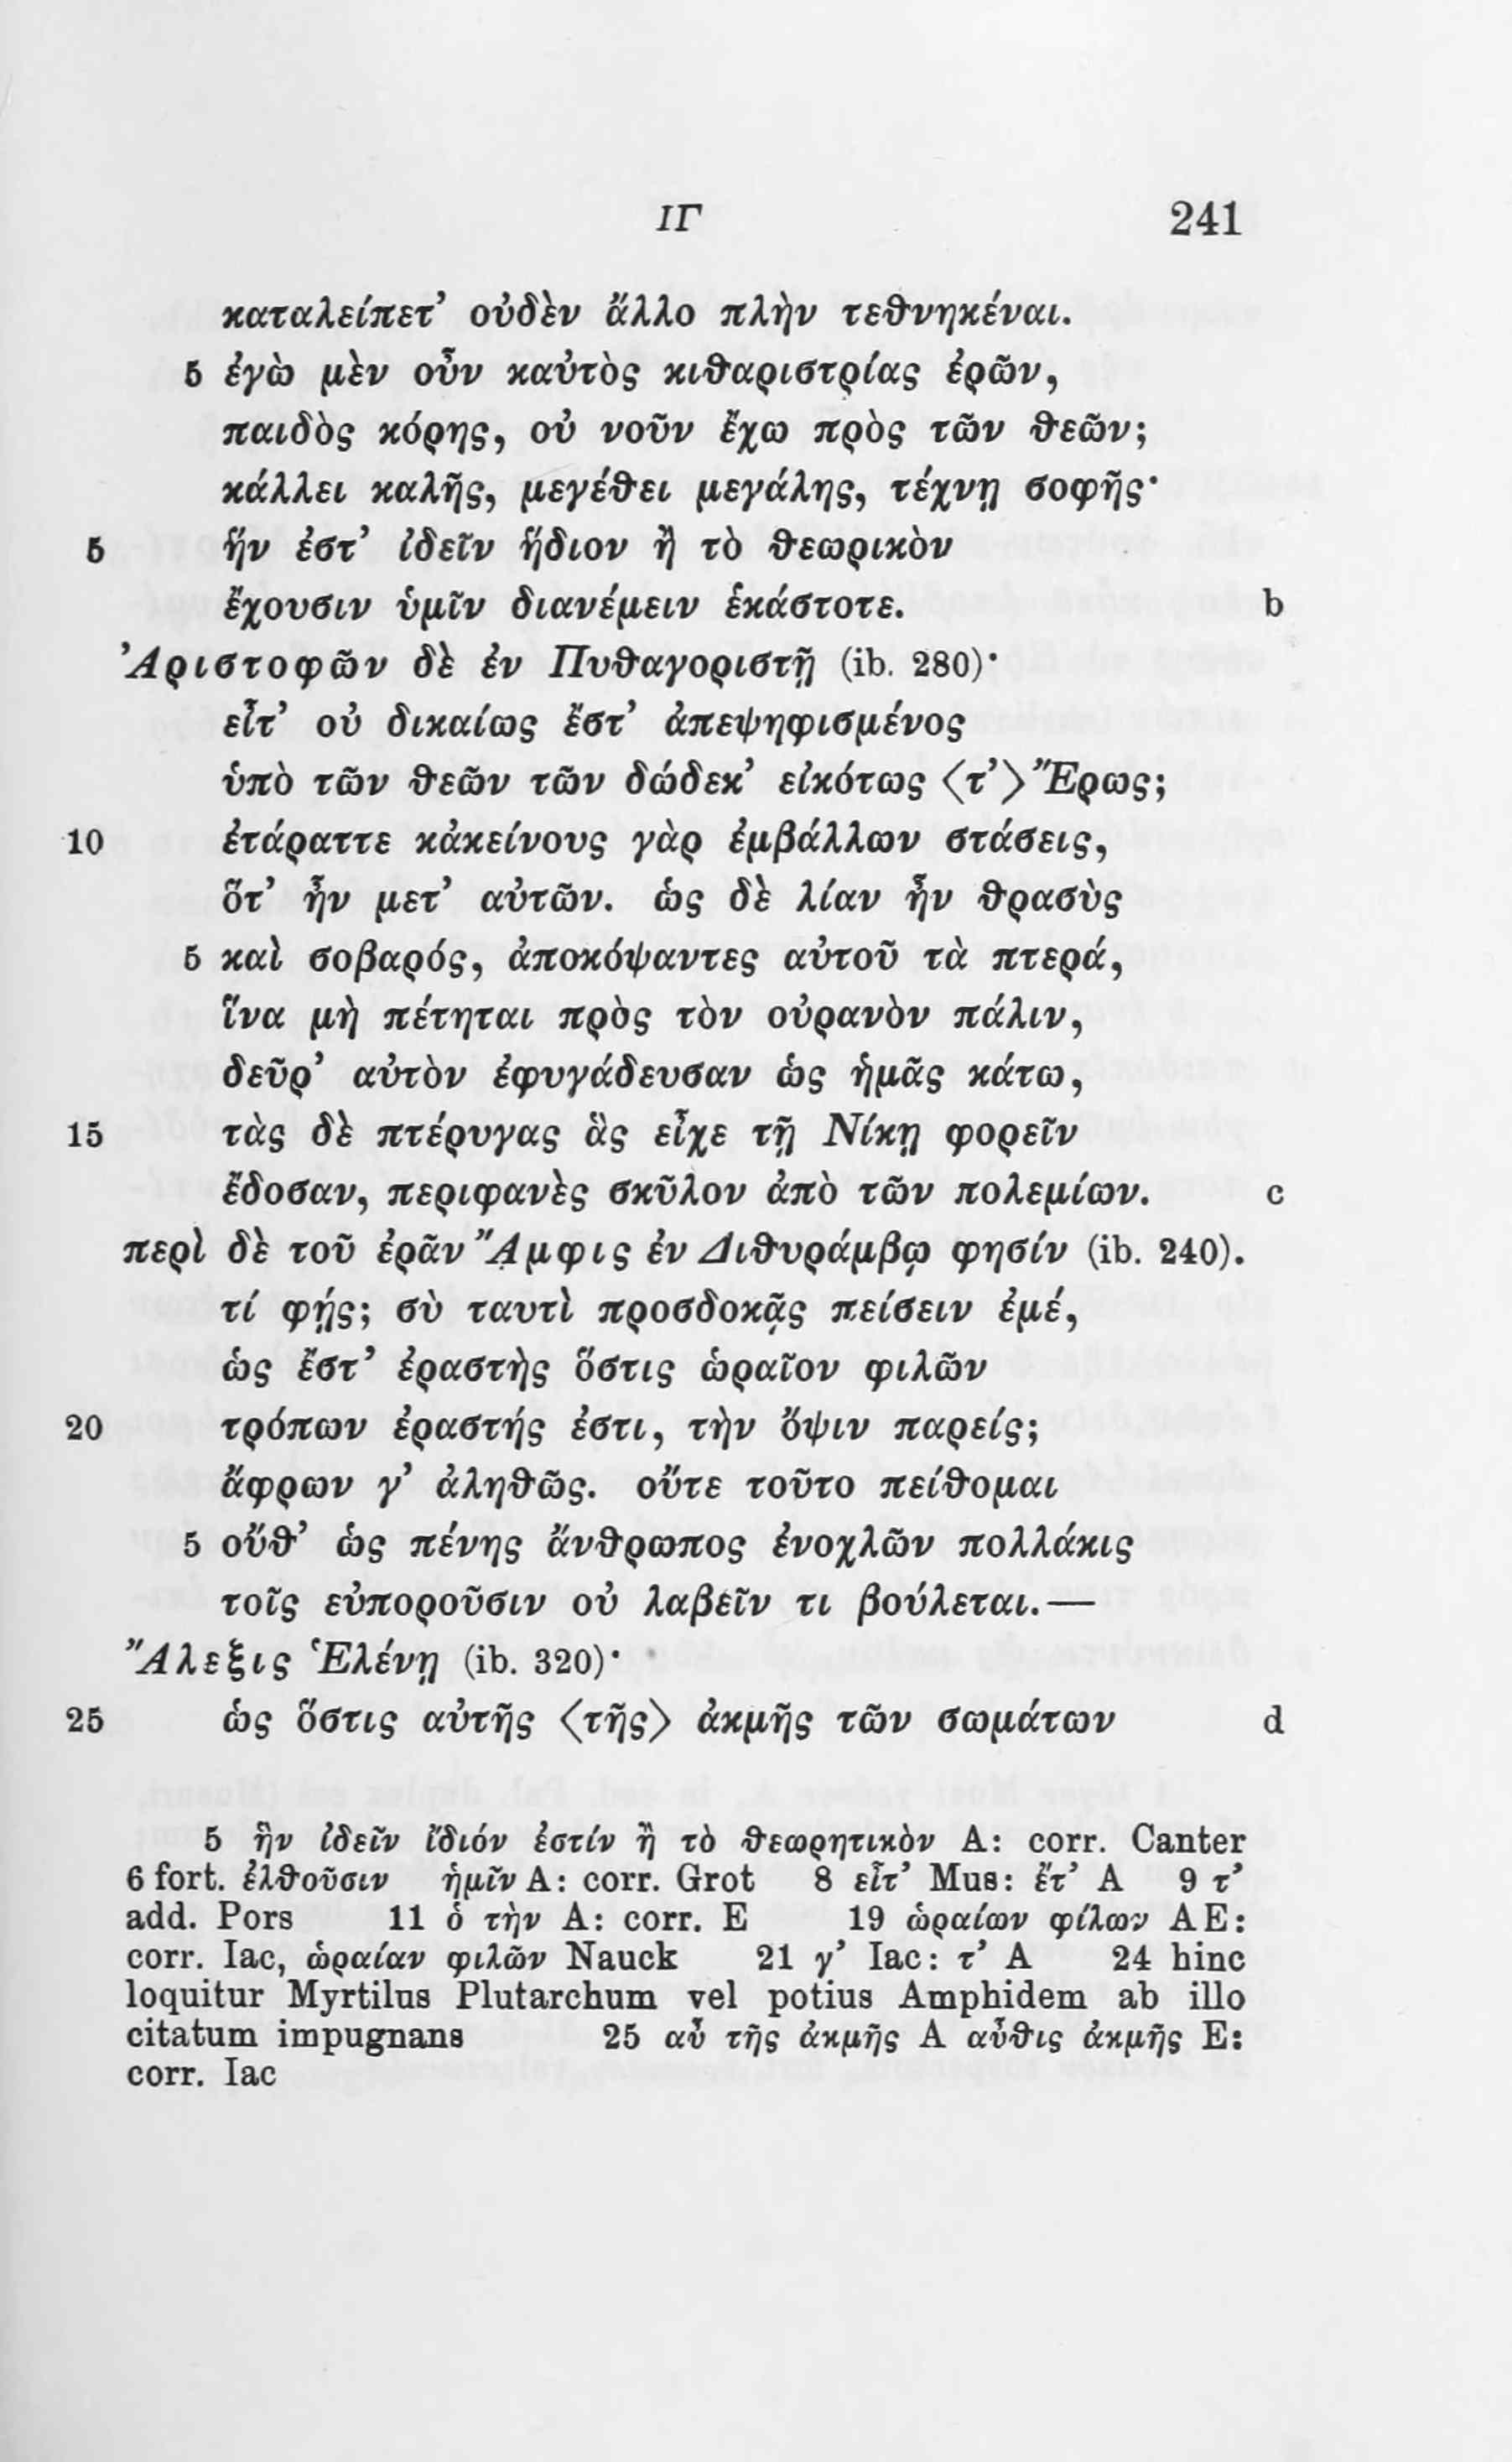 ΙΓ 241
καταλείπετ’ οὐδὲν ἄλλο πλὴν τεθνηκέναι.
5 ἐγὼ μὲν οὖν καὐτὸς κιθαριστρίας ἐρῶν,
παιδὸς κόρης, οὐ νοῦν ἔχω πρὸς τῶν θεῶν;
κάλλει καλῆς, μεγέθει μεγάλης, τέχνῃ σοφῆς·
5 ἥν ἐστ’ ἰδεῖν ἥδιον ἢ τὸ θεωρικὸν
ἔχουσιν ὑμῖν διανέμειν ἑκάστοτε. b
Ἀριστοφῶν δὲ ἐν Πυθαγοριστῇ (ib. 280)·
εἶτ’ οὐ δικαίως ἔστ’ ἀπεψηφισμένος
ὑπὸ τῶν θεῶν τῶν δώδεκ’ εἰκότως ⟨τ’⟩ Ἔρως;
10 ἐτάραττε κἀκείνους γὰρ ἐμβάλλων στάσεις,
ὅτ’ ἦν μετ’ αὐτῶν. ὡς δὲ λίαν ἦν θρασὺς
5 καὶ σοβαρός, ἀποκόψαντες αὐτοῦ τὰ πτερά,
ἵνα μὴ πέτηται πρὸς τὸν οὐρανὸν πάλιν,
δεῦρ’ αὐτὸν ἐφυγάδευσαν ὡς ἡμᾶς κάτω,
15 τὰς δὲ πτέρυγας ἃς εἶχε τῇ Νίκῃ φορεῖν
ἔδοσαν, περιφανὲς σκῦλον ἀπὸ τῶν πολεμίων. c
περὶ δὲ τοῦ ἐρᾶν Ἄμφις ἐν Διθυράμβῳ φησίν (ib. 240).
τί φῄς; σὺ ταυτὶ προσδοκᾷς πείσειν ἐμέ,
ὡς ἔστ’ ἐραστὴς ὅστις ὡραῖον φιλῶν
20 τρόπων ἐραστής ἐστι, τὴν ὄψιν παρείς;
ἄφρων γ’ ἀληθῶς. οὔτε τοῦτο πείθομαι
5 οὔθ’ ὡς πένης ἄνθρωπος ἐνοχλῶν πολλάκις
τοῖς εὐποροῦσιν οὐ λαβεῖν τι βούλεται.—
Ἄλεξις Ἑλένῃ (ib. 320)·
25 ὡς ὅστις αὐτῆς ⟨τῆς⟩ ἀκμῆς τῶν σωμάτων d
5 ἣν ἰδεῖν ἴδιόν ἐστίν ἢ τὸ θεωρητικὸν A: corr. Canter
6 fort. ἐλθοῦσιν ἡμῖν A: corr. Grot 8 εἶτ’ Mus: ἔτ’ A 9 τ’
add. Pors 11 ὁ τὴν A: corr. E 19 ὡραίων φίλων AE:
corr. Iac, ὡραίαν φιλῶν Nauck 21 γ’ Iac: τ’ A 24 hinc
loquitur Myrtilus Plutarchum vel potius Amphidem ab illo
citatum impugnans 25 αὖ τῆς ἀκμῆς A αὖθις ἀκμῆς E:
corr. Iac